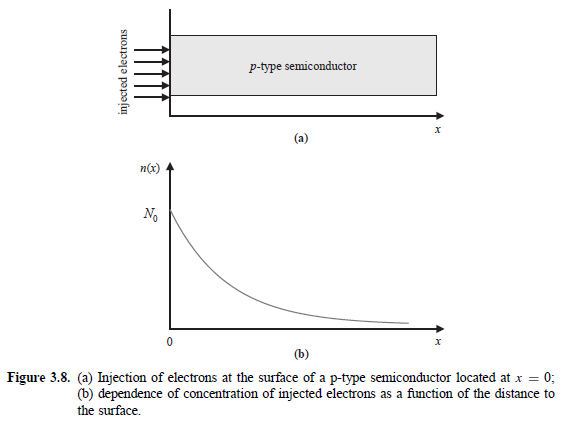 injected electrons
p-type semiconductor
x
(a)
n(x)
N0
0
x
(b)
Figure 3.8. (a) Injection of electrons at the surface of a p-type semiconductor located at x = 0;
(b) dependence of concentration of injected electrons as a function of the distance to
the surface.